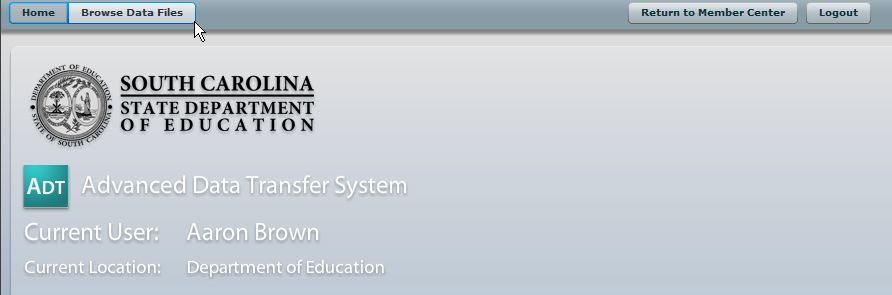 Home Browse Data Files Return to Member Center Logout
DEPARTMENT OF EDUCATION
STATE OF SOUTH CAROLINA
SOUTH CAROLINA
STATE DEPARTMENT
OF EDUCATION
ADT Advanced Data Transfer System
Current User: Aaron Brown
Current Location: Department of Education